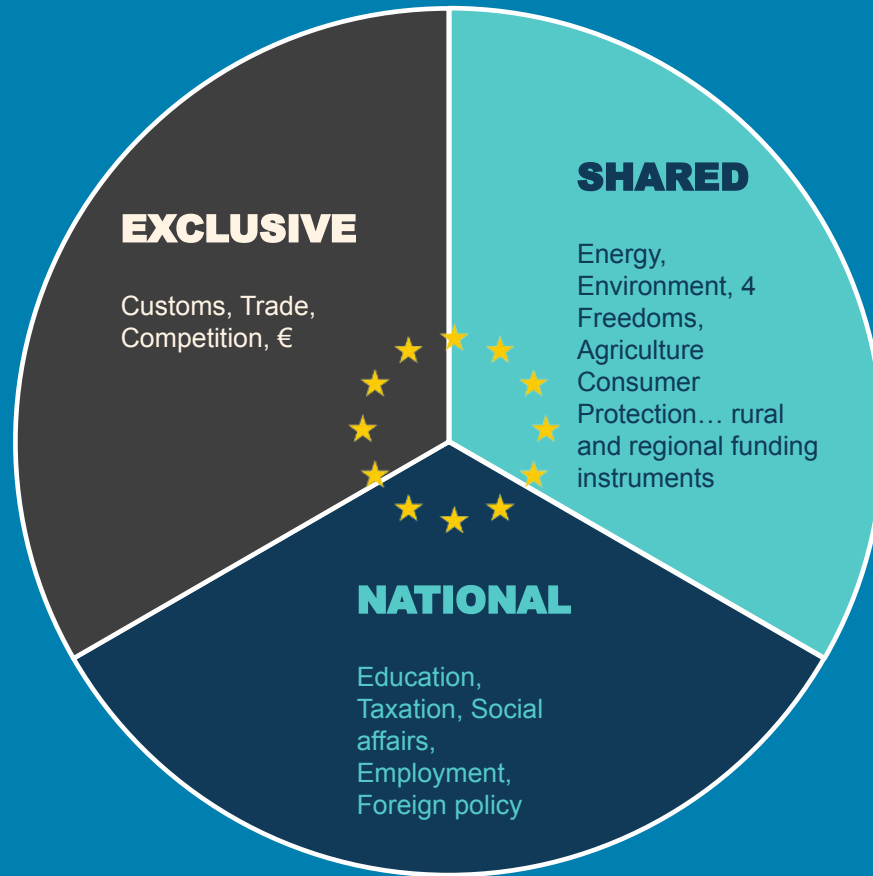 EXCLUSIVE
Customs, Trade,
Competition, €
SHARED
Energy,
Environment, 4
Freedoms,
Agriculture
Consumer
Protection… rural
and regional funding
instruments
NATIONAL
Education,
Taxation, Social
affairs,
Employment,
Foreign policy